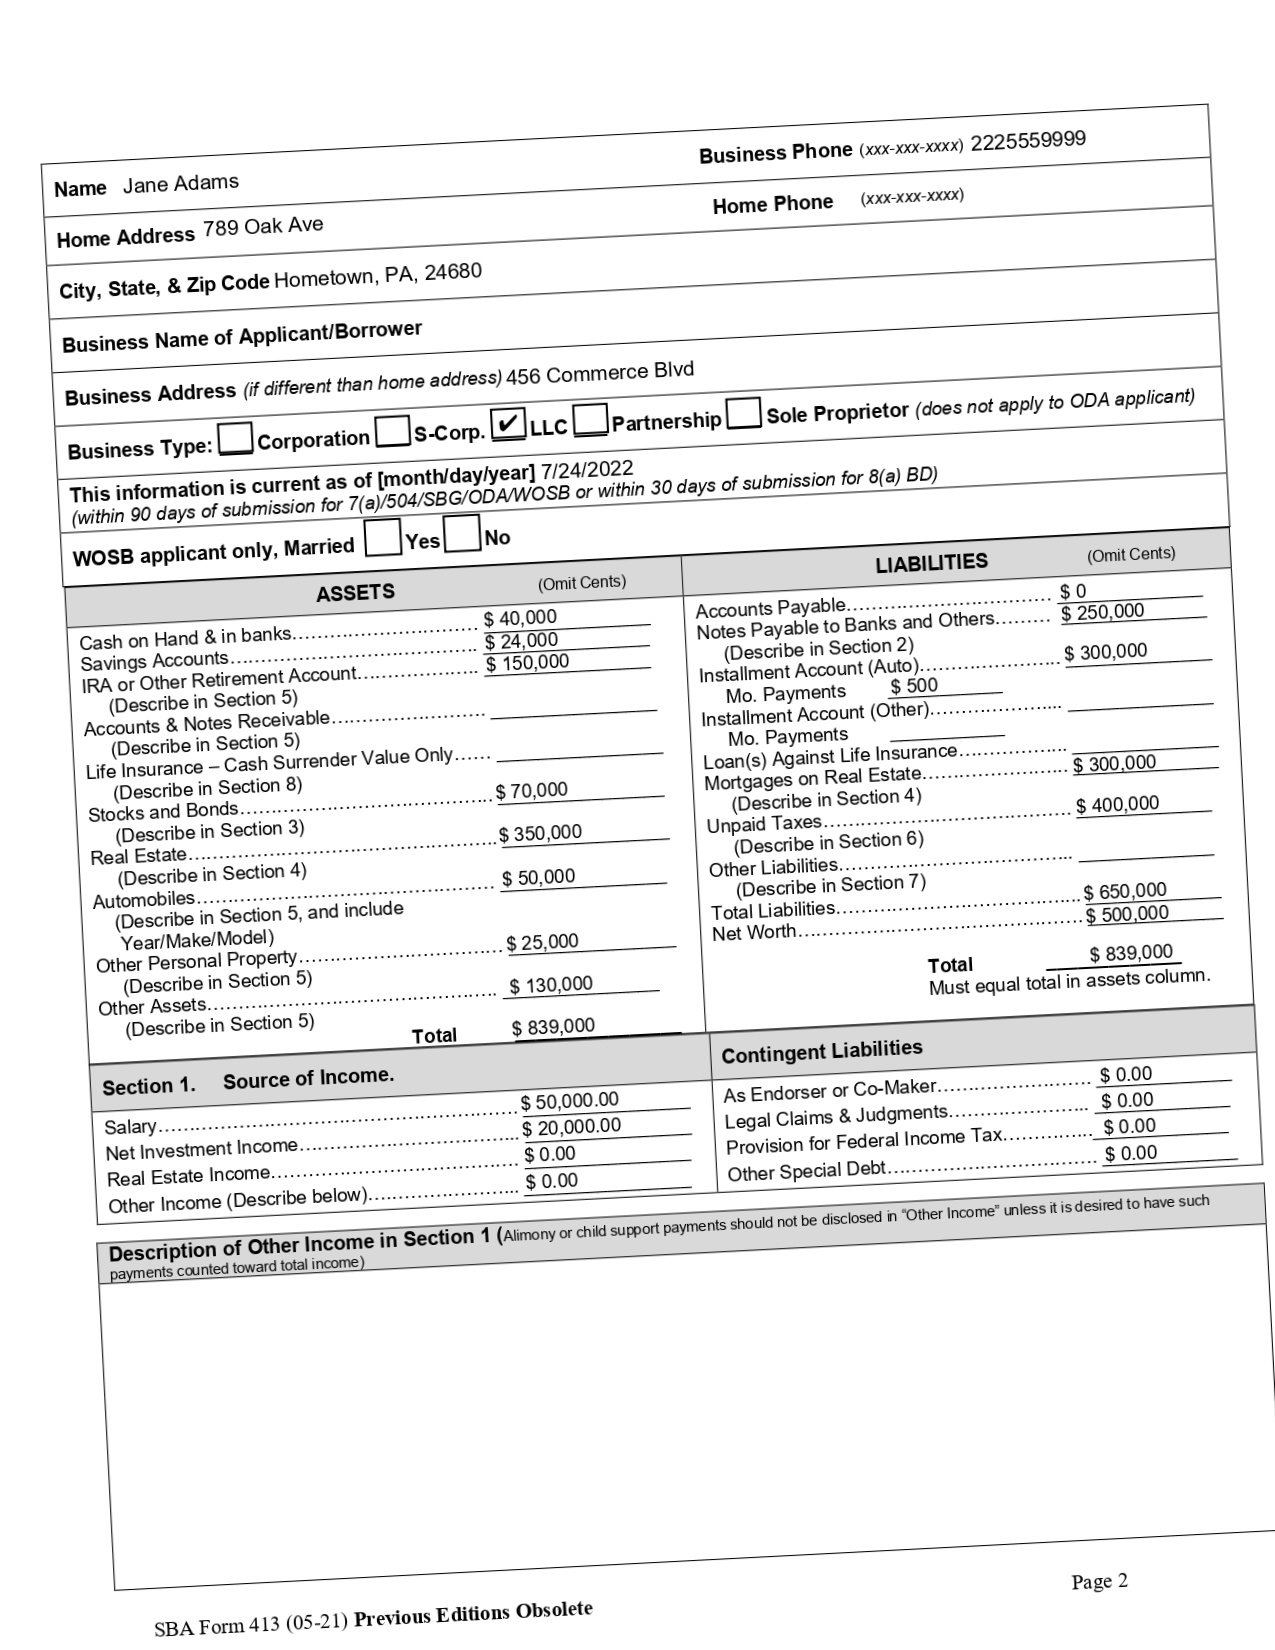 Name Jane Adams Business Phone (xxx-xxx-xxxx) 2225559999
Home Address 789 Oak Ave Home Phone (xxx-xxx-xxxx)
City, State, & Zip Code Hometown, PA, 24680
Business Name of Applicant/Borrower
Business Address (if different than home address) 456 Commerce Blvd
Business Type: Corporation S-Corp. ✔ LLC Partnership Sole Proprietor (does not apply to ODA applicant)
This information is current as of [month/day/year] 7/24/2022
(within 90 days of submission for 7(a)/504/SBG/ODA/WOSB or within 30 days of submission for 8(a) BD)
WOSB applicant only, Married Yes No
ASSETS (Omit Cents)
Cash on Hand & in banks $ 40,000
Savings Accounts $ 24,000
IRA or Other Retirement Account $ 150,000
(Describe in Section 5)
Accounts & Notes Receivable
(Describe in Section 5)
Life Insurance – Cash Surrender Value Only
(Describe in Section 8)
Stocks and Bonds $ 70,000
(Describe in Section 3)
Real Estate $ 350,000
(Describe in Section 4)
Automobiles $ 50,000
(Describe in Section 5, and include
Year/Make/Model)
Other Personal Property $ 25,000
(Describe in Section 5)
Other Assets $ 130,000
(Describe in Section 5)
Total $ 839,000
LIABILITIES (Omit Cents)
Accounts Payable $ 0
Notes Payable to Banks and Others $ 250,000
(Describe in Section 2)
Installment Account (Auto) $ 300,000
Mo. Payments $ 500
Installment Account (Other)
Mo. Payments
Loan(s) Against Life Insurance
Mortgages on Real Estate $ 300,000
(Describe in Section 4)
Unpaid Taxes $ 400,000
(Describe in Section 6)
Other Liabilities
(Describe in Section 7)
Total Liabilities $ 650,000
Net Worth $ 500,000
Total $ 839,000
Must equal total in assets column.
Section 1. Source of Income.
Salary $ 50,000.00
Net Investment Income $ 20,000.00
Real Estate Income $ 0.00
Other Income (Describe below) $ 0.00
Contingent Liabilities
As Endorser or Co-Maker $ 0.00
Legal Claims & Judgments $ 0.00
Provision for Federal Income Tax $ 0.00
Other Special Debt $ 0.00
Description of Other Income in Section 1 (Alimony or child support payments should not be disclosed in “Other Income” unless it is desired to have such
payments counted toward total income)
SBA Form 413 (05-21) Previous Editions Obsolete Page 2